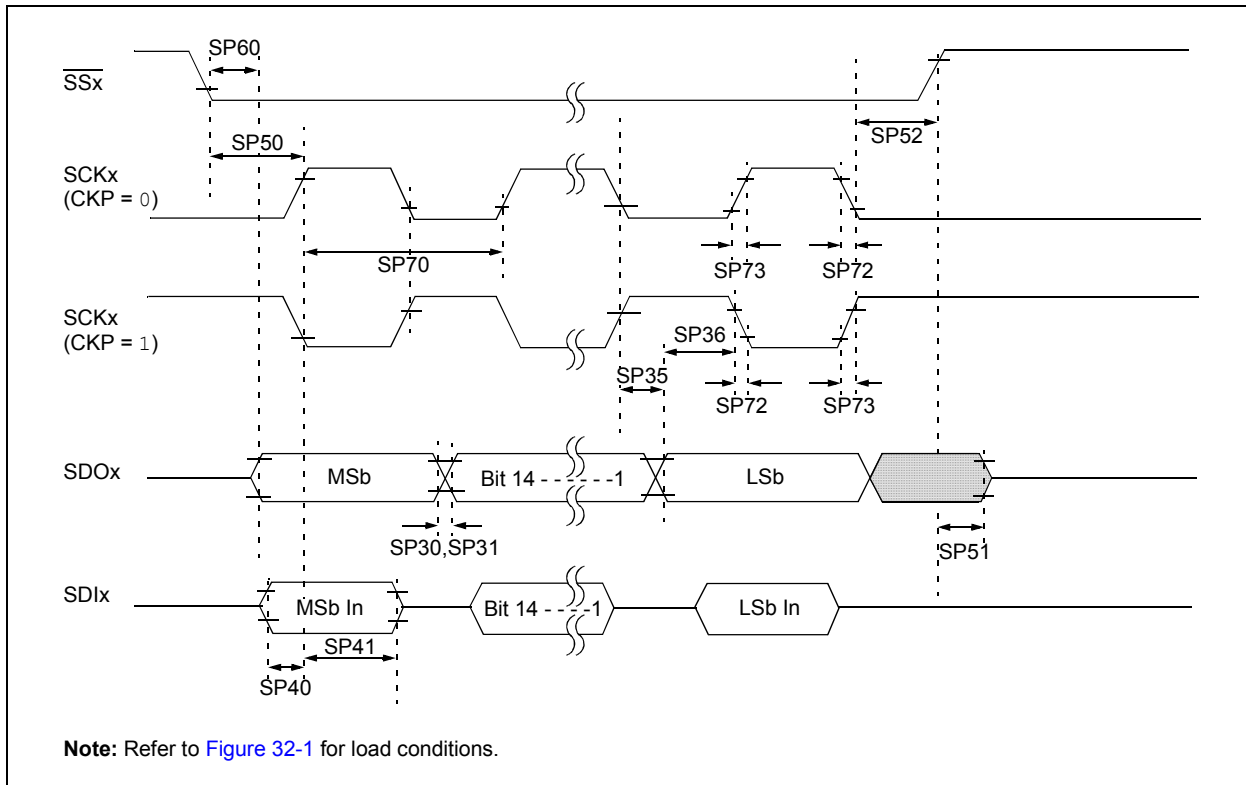 SP60
SSx
SP50
SP52
SCKx
(CKP = 0)
SP70
SP73
SP72
SCKx
(CKP = 1)
SP36
SP35
SP72
SP73
SDOx
MSb
Bit 14 - - - - - -1
LSb
SP30,SP31
SP51
SDIx
MSb In
Bit 14 - - - -1
LSb In
SP41
SP40
Note: Refer to Figure 32-1 for load conditions.